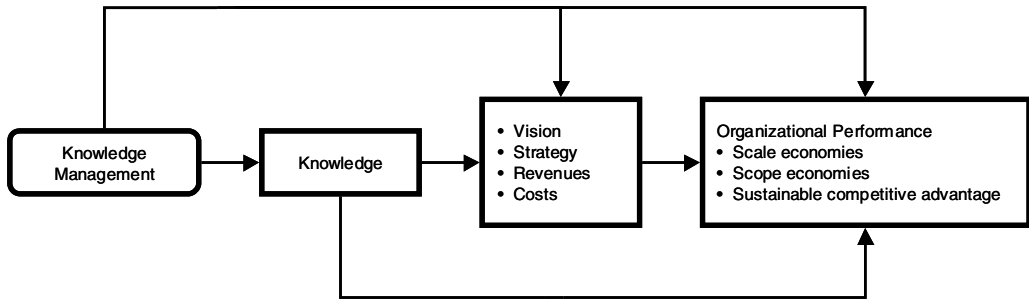 Knowledge
Management
Knowledge
• Vision
• Strategy
• Revenues
• Costs
Organizational Performance
• Scale economies
• Scope economies
• Sustainable competitive advantage